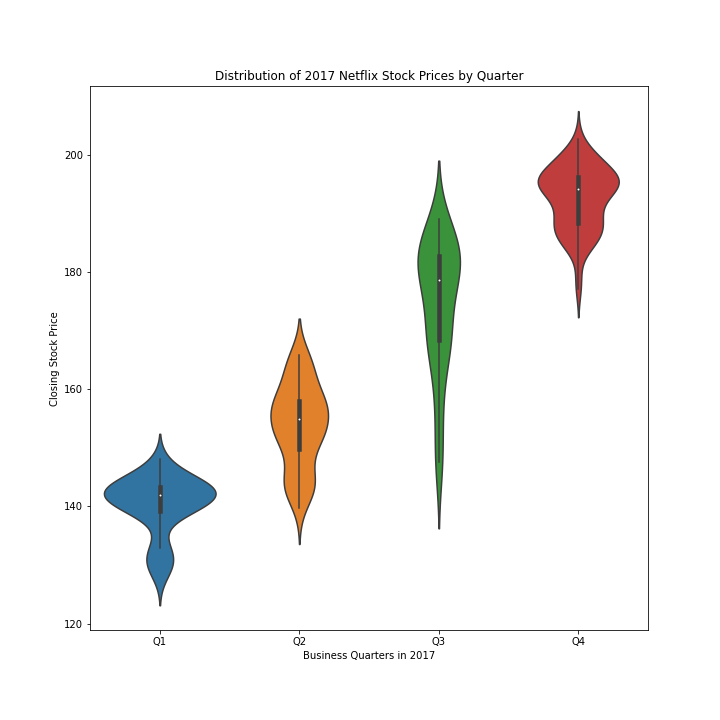 Distribution of 2017 Netflix Stock Prices by Quarter
200
180
160
140
120
Closing Stock Price
Q1 Q2 Q3 Q4
Business Quarters in 2017